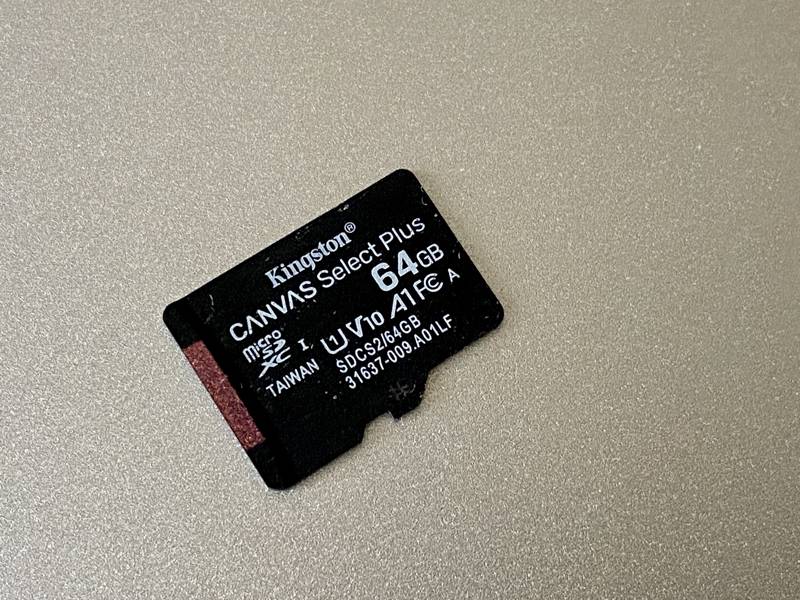 Kingston®
CANVAS Select Plus
64GB
micro SD XC I U1 V10 A1 FC A
TAIWAN SDCS2/64GB
31637-009.A01LF